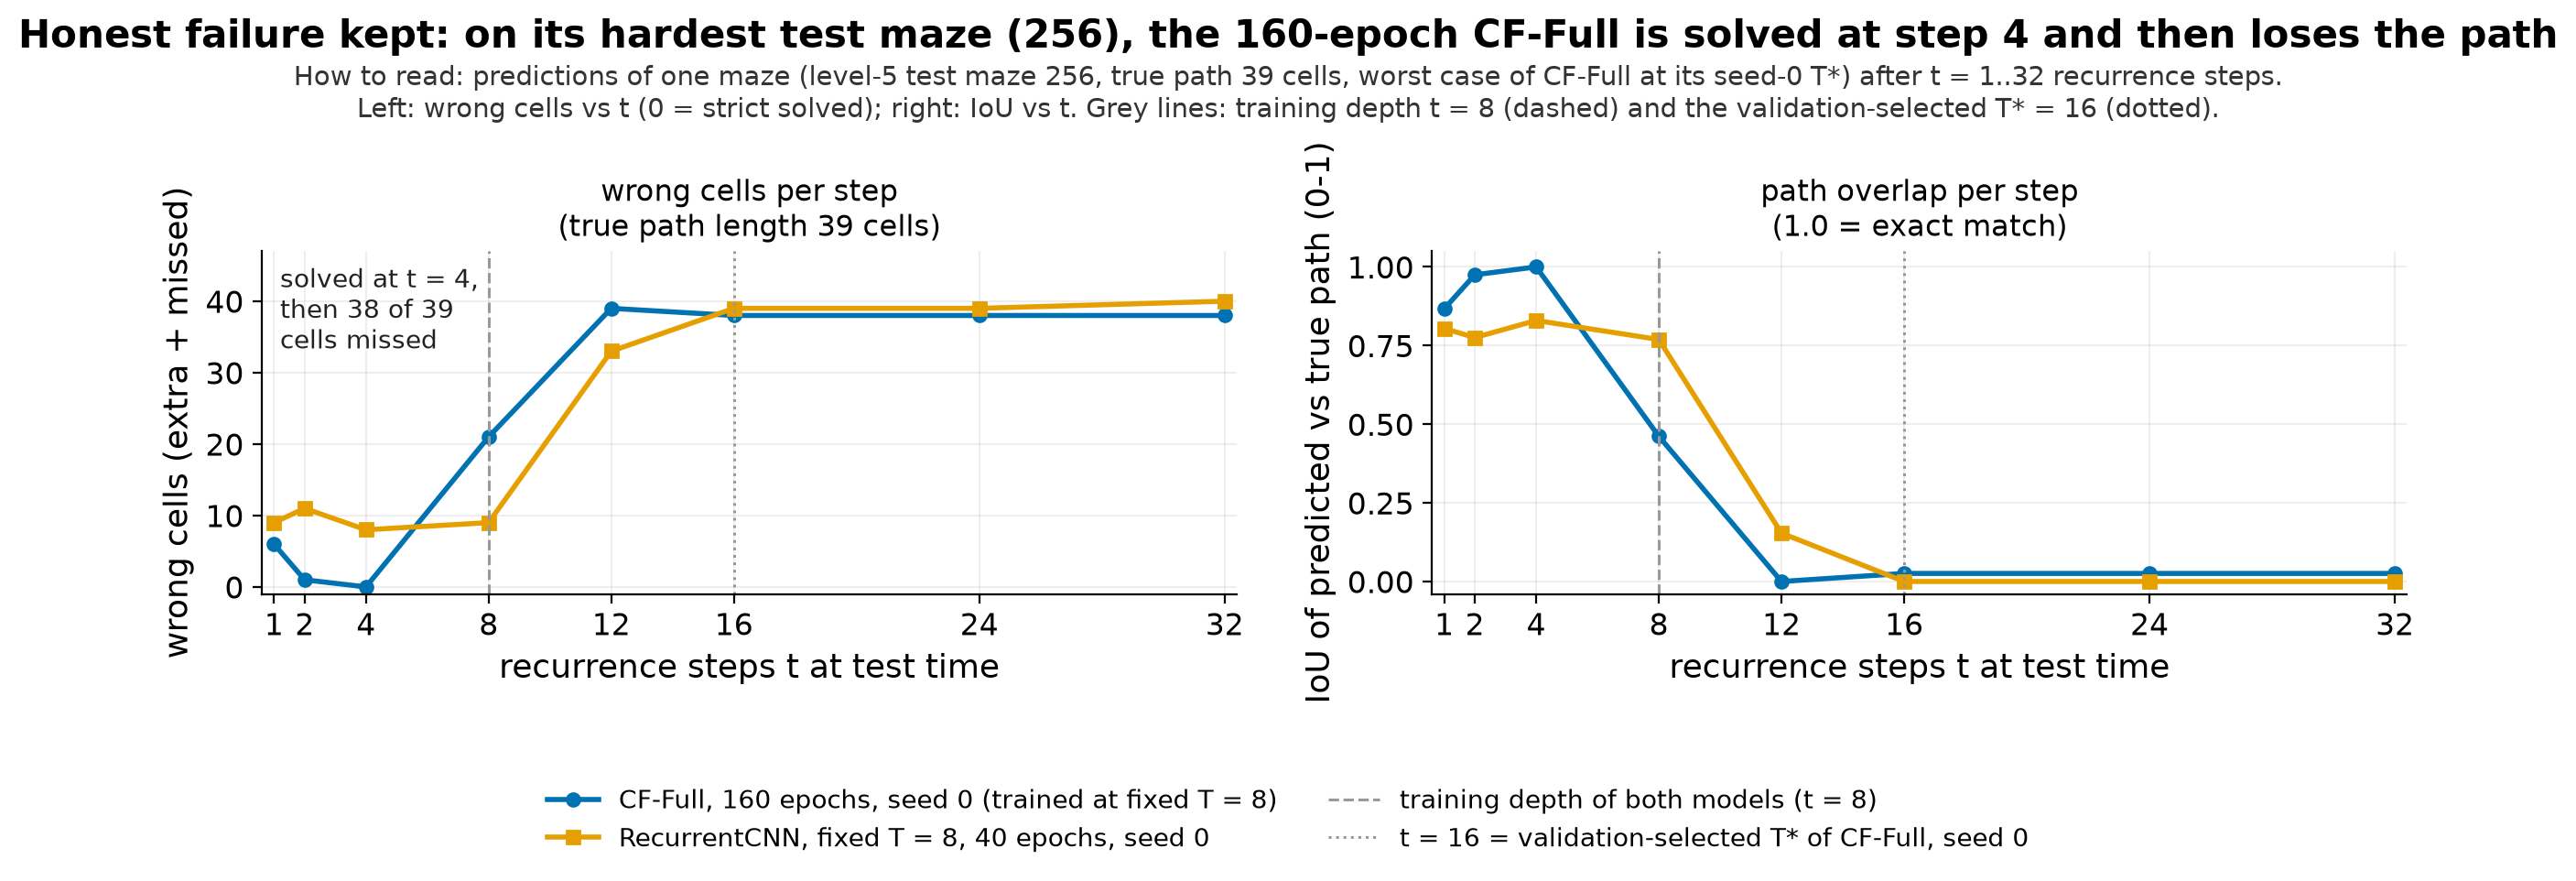 Honest failure kept: on its hardest test maze (256), the 160-epoch CF-Full is solved at step 4 and then loses the path
How to read: predictions of one maze (level-5 test maze 256, true path 39 cells, worst case of CF-Full at its seed-0 T*) after t = 1..32 recurrence steps.
Left: wrong cells vs t (0 = strict solved); right: IoU vs t. Grey lines: training depth t = 8 (dashed) and the validation-selected T* = 16 (dotted).
wrong cells per step
(true path length 39 cells)
wrong cells (extra + missed)
solved at t = 4,
then 38 of 39
cells missed
40
30
20
10
0
1 2 4 8 12 16 24 32
recurrence steps t at test time
path overlap per step
(1.0 = exact match)
IoU of predicted vs true path (0-1)
1.00
0.75
0.50
0.25
0.00
1 2 4 8 12 16 24 32
recurrence steps t at test time
CF-Full, 160 epochs, seed 0 (trained at fixed T = 8)
RecurrentCNN, fixed T = 8, 40 epochs, seed 0
training depth of both models (t = 8)
t = 16 = validation-selected T* of CF-Full, seed 0